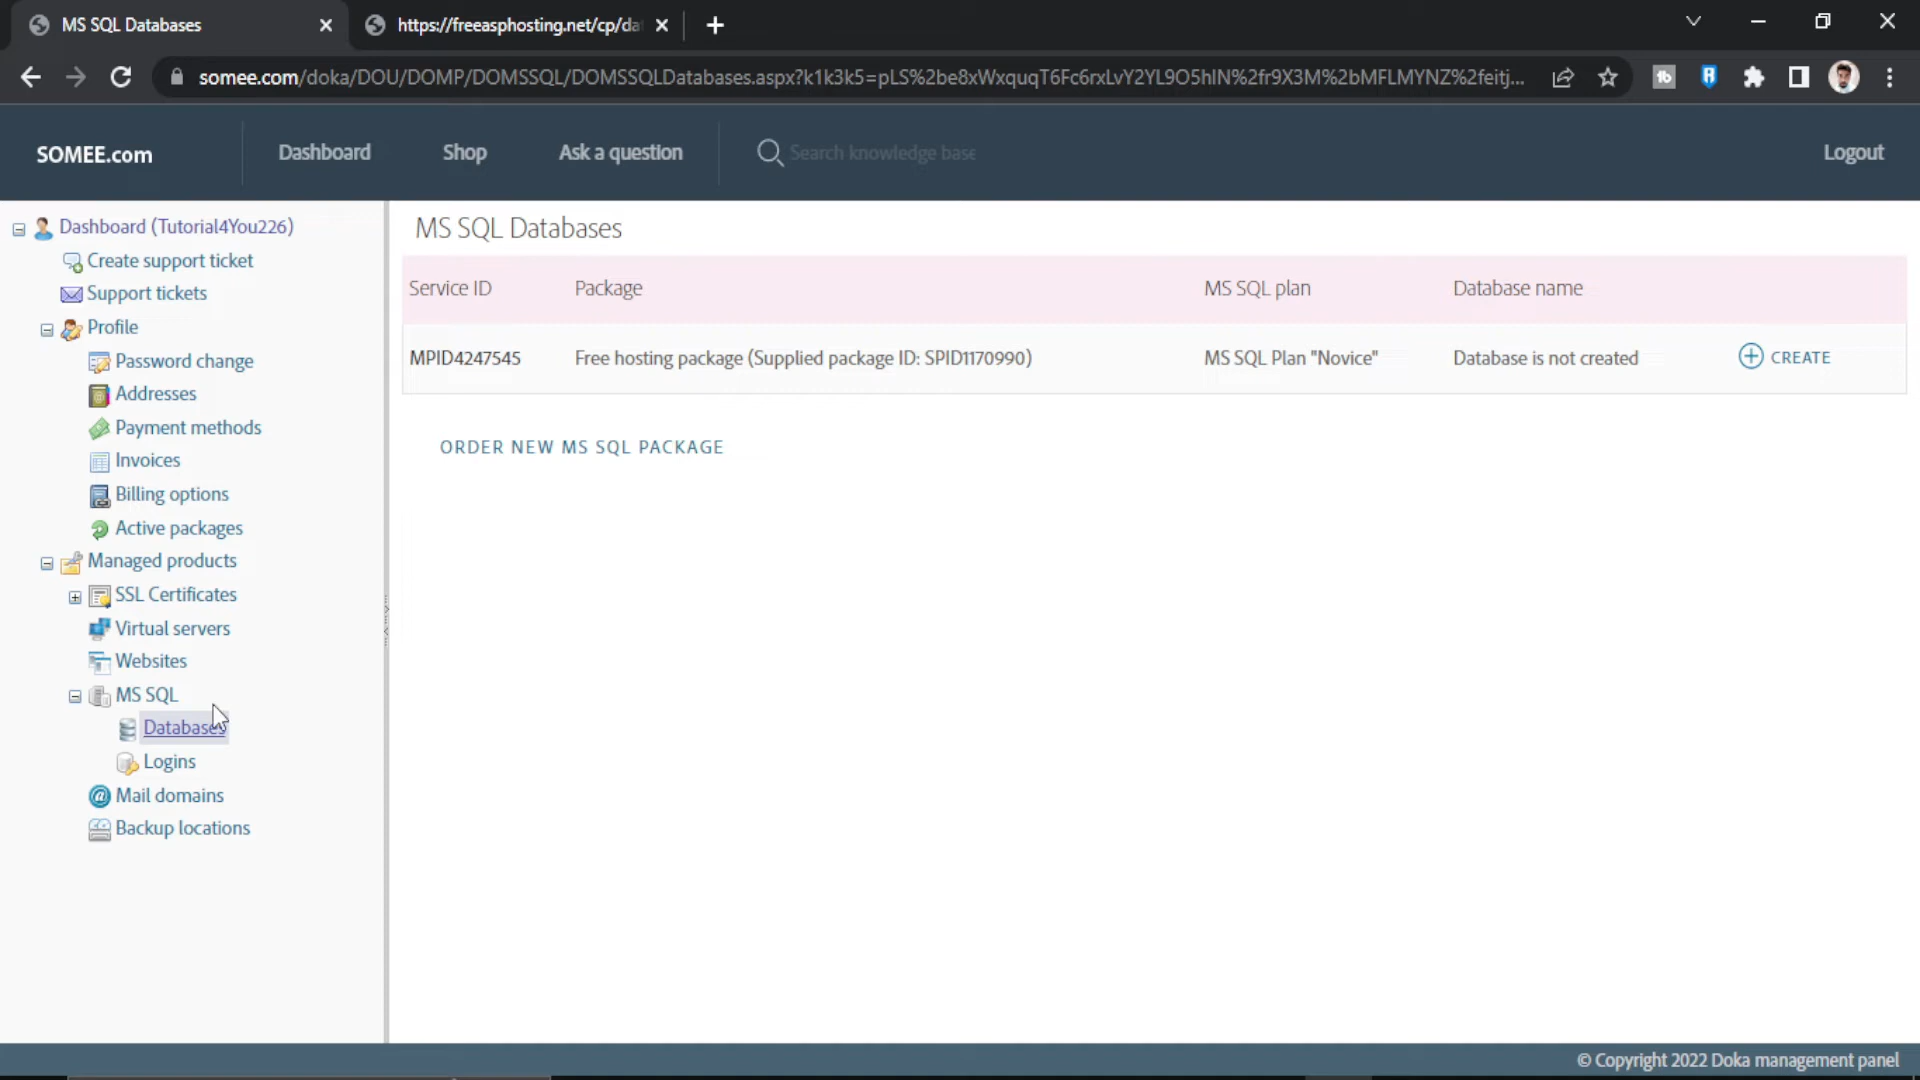 MS SQL Databases
https://freeasphosting.net/cp/da
somee.com/doka/DOU/DOMP/DOMSSQL/DOMSSQLDatabases.aspx?k1k3k5=pLS%2be8xWxquqT6Fc6rxLvY2YL9O5hIN%2fr9X3M%2bMFLMYNZ%2feitj...
SOMEE.com
Dashboard
Shop
Ask a question
Search knowledge base
Logout
Dashboard (Tutorial4You226)
Create support ticket
Support tickets
Profile
Password change
Addresses
Payment methods
Invoices
Billing options
Active packages
Managed products
SSL Certificates
Virtual servers
Websites
MS SQL
Databases
Logins
Mail domains
Backup locations
MS SQL Databases
Service ID Package MS SQL plan Database name
MPID4247545 Free hosting package (Supplied package ID: SPID1170990) MS SQL Plan "Novice" Database is not created CREATE
ORDER NEW MS SQL PACKAGE
© Copyright 2022 Doka management panel